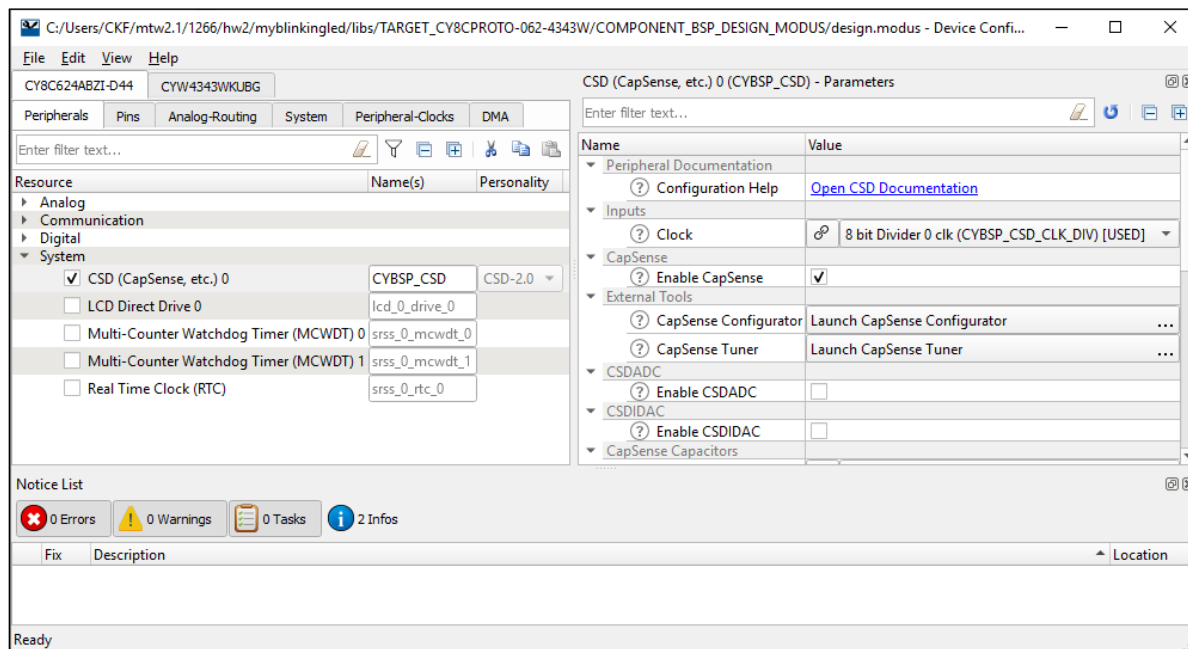 C:/Users/CKF/mtw2.1/1266/hw2/myblinkingled/libs/TARGET_CY8CPROTO-062-4343W/COMPONENT_BSP_DESIGN_MODUS/design.modus - Device Confi...
File Edit View Help
CY8C624ABZI-D44 CYW4343WKUBG
Peripherals Pins Analog-Routing System Peripheral-Clocks DMA
Enter filter text...
Resource Name(s) Personality
Analog
Communication
Digital
System
CSD (CapSense, etc.) 0 CYBSP_CSD CSD-2.0
LCD Direct Drive 0 lcd_0_drive_0
Multi-Counter Watchdog Timer (MCWDT) 0 srss_0_mcwdt_0
Multi-Counter Watchdog Timer (MCWDT) 1 srss_0_mcwdt_1
Real Time Clock (RTC) srss_0_rtc_0
CSD (CapSense, etc.) 0 (CYBSP_CSD) - Parameters
Enter filter text...
Name Value
Peripheral Documentation
? Configuration Help Open CSD Documentation
Inputs
? Clock 8 bit Divider 0 clk (CYBSP_CSD_CLK_DIV) [USED]
CapSense
? Enable CapSense
External Tools
? CapSense Configurator Launch CapSense Configurator ...
? CapSense Tuner Launch CapSense Tuner ...
CSDADC
? Enable CSDADC
CSDIDAC
? Enable CSDIDAC
CapSense Capacitors
Notice List
0 Errors 0 Warnings 0 Tasks 2 Infos
Fix Description Location
Ready